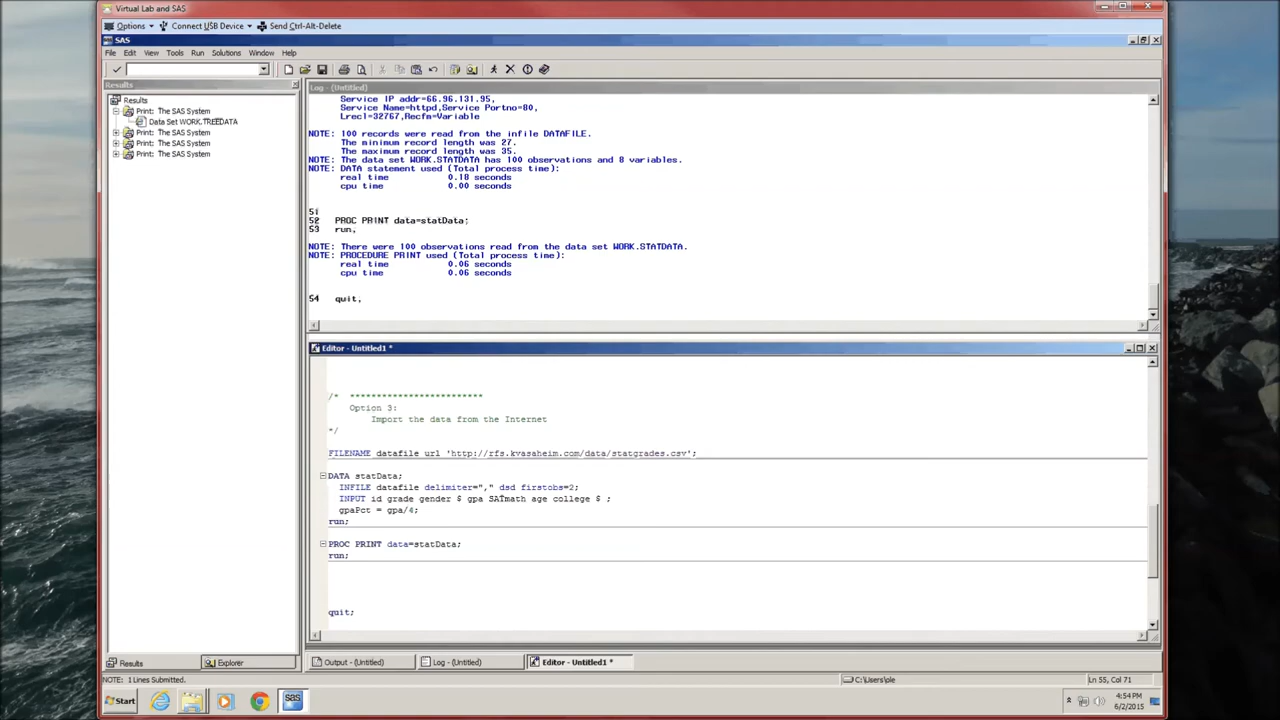 Virtual Lab and SAS
Options Connect USB Device Send Ctrl-Alt-Delete
SAS
File Edit View Tools Run Solutions Window Help
Results
Results
Print: The SAS System
Data Set WORK.TREEDATA
Print: The SAS System
Print: The SAS System
Print: The SAS System
Log - (Untitled)
Service IP addr=66.96.131.95,
Service Name=httpd,Service Portno=80,
Lrecl=32767,Recfm=Variable
NOTE: 100 records were read from the infile DATAFILE.
The minimum record length was 27.
The maximum record length was 35.
NOTE: The data set WORK.STATDATA has 100 observations and 8 variables.
NOTE: DATA statement used (Total process time):
real time 0.18 seconds
cpu time 0.00 seconds
51
52 PROC PRINT data=statData;
53 run;
NOTE: There were 100 observations read from the data set WORK.STATDATA.
NOTE: PROCEDURE PRINT used (Total process time):
real time 0.06 seconds
cpu time 0.06 seconds
54 quit;
Editor - Untitled1 *
/* *************************
Option 3:
Import the data from the Internet
*/
FILENAME datafile url 'http://rfs.kvasaheim.com/data/statgrades.csv';
DATA statData;
INFILE datafile delimiter="," dsd firstobs=2;
INPUT id grade gender $ gpa SATmath age college $ ;
gpaPct = gpa/4;
run;
PROC PRINT data=statData;
run;
quit;
Results Explorer
Output - (Untitled) Log - (Untitled) Editor - Untitled1 *
NOTE: 1 Lines Submitted. C:\Users\ole Ln 55, Col 71
Start sas 4:54 PM
6/2/2015